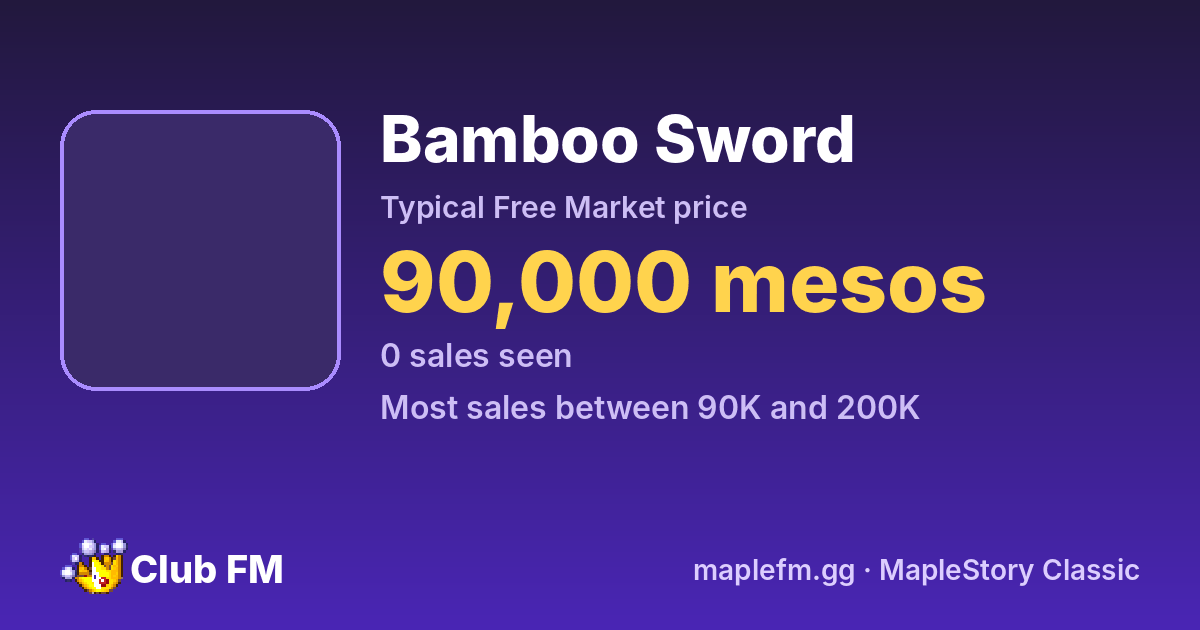 Bamboo Sword
Typical Free Market price
90,000 mesos
0 sales seen
Most sales between 90K and 200K
Club FM
maplefm.gg · MapleStory Classic